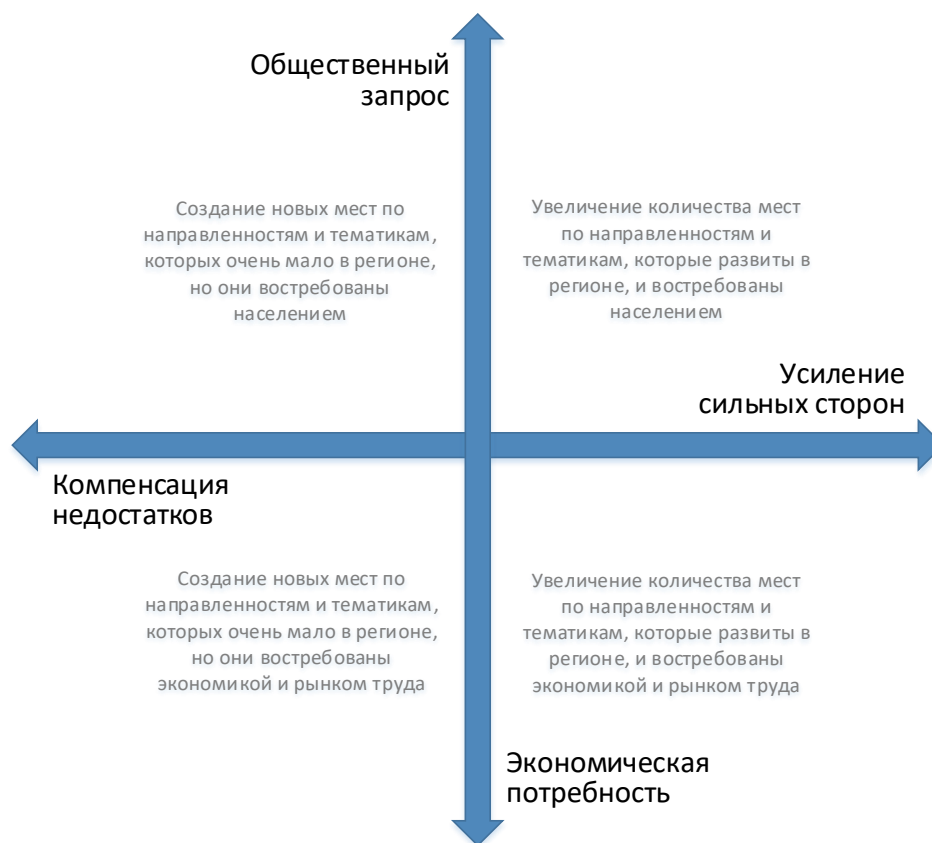 Общественный
запрос
Создание новых мест по
направленностям и тематикам,
которых очень мало в регионе,
но они востребованы
населением
Увеличение количества мест
по направленностям и
тематикам, которые развиты в
регионе, и востребованы
населением
Усиление
сильных сторон
Компенсация
недостатков
Создание новых мест по
направленностям и тематикам,
которых очень мало в регионе,
но они востребованы
экономикой и рынком труда
Увеличение количества мест
по направленностям и
тематикам, которые развиты в
регионе, и востребованы
экономикой и рынком труда
Экономическая
потребность